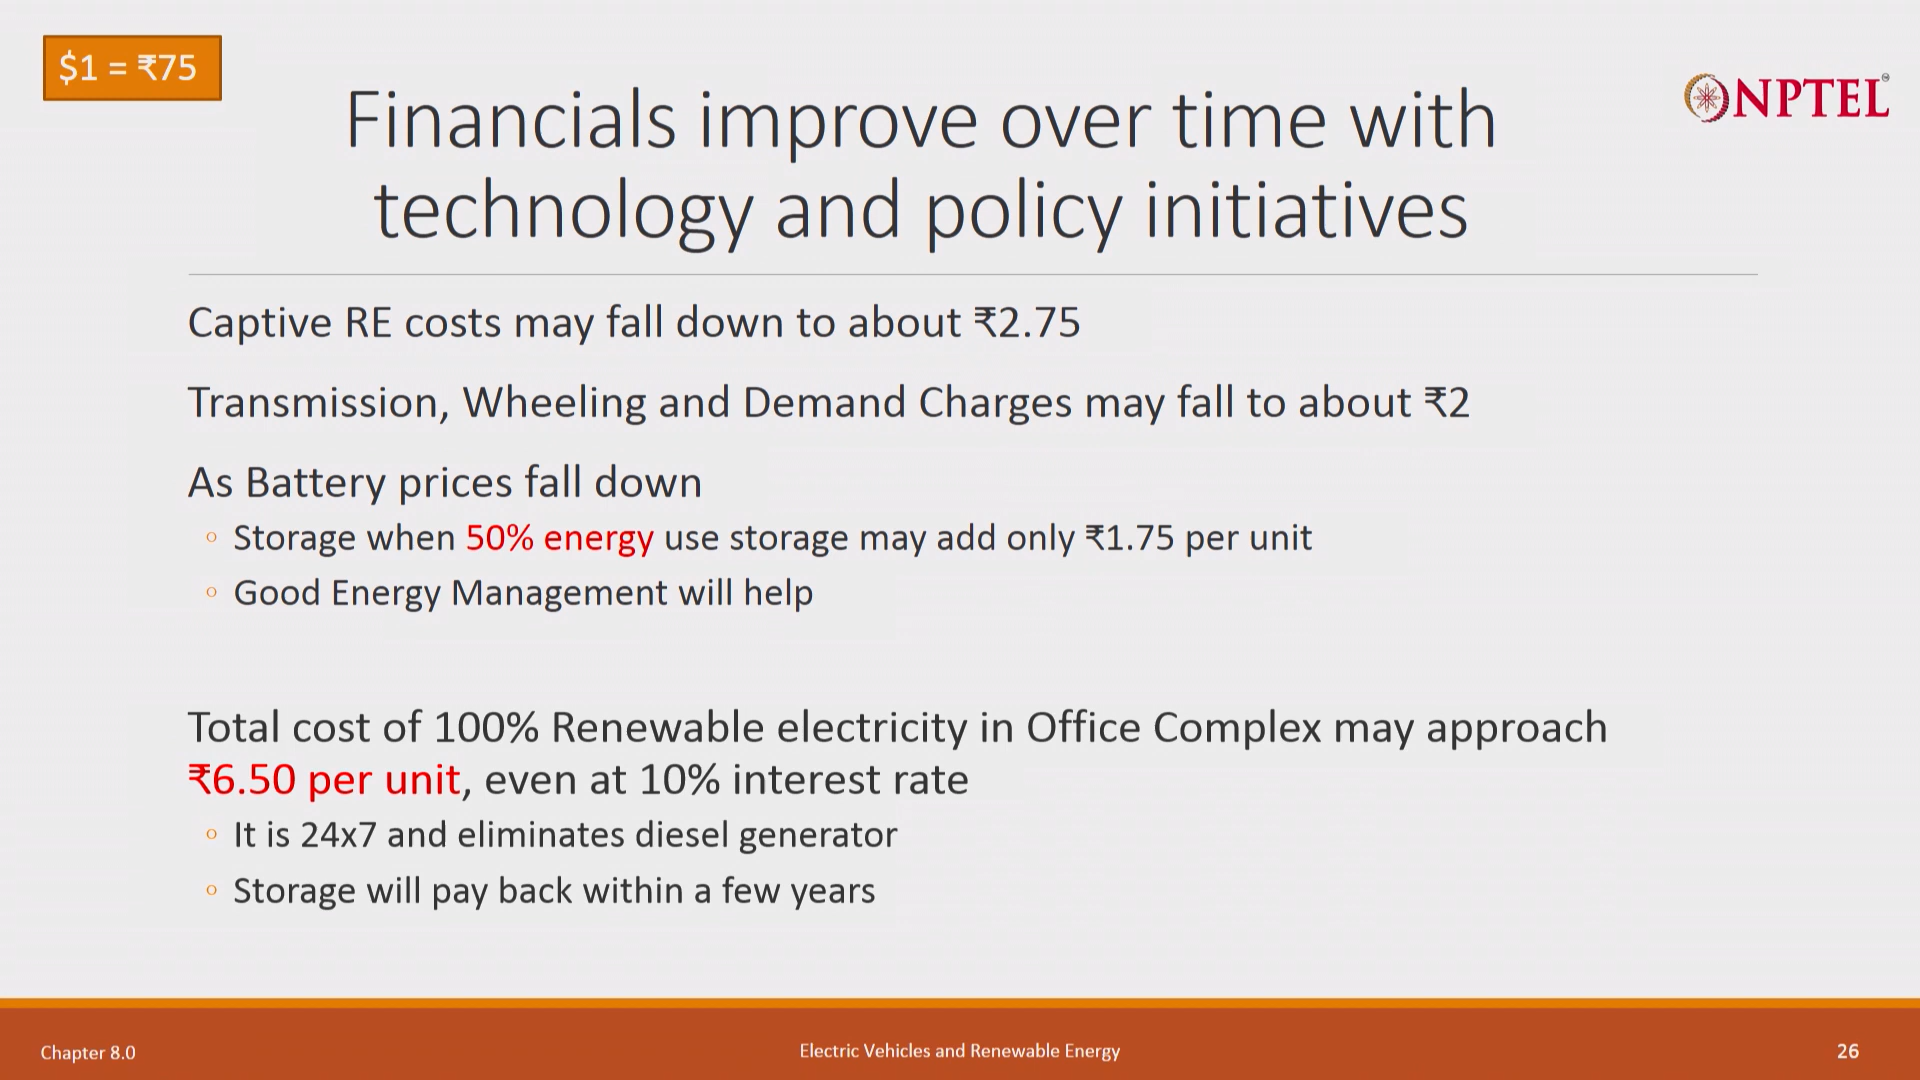 $1 = ₹75
NPTEL
Financials improve over time with
technology and policy initiatives
Captive RE costs may fall down to about ₹2.75
Transmission, Wheeling and Demand Charges may fall to about ₹2
As Battery prices fall down
◦ Storage when 50% energy use storage may add only ₹1.75 per unit
◦ Good Energy Management will help
Total cost of 100% Renewable electricity in Office Complex may approach
₹6.50 per unit, even at 10% interest rate
◦ It is 24x7 and eliminates diesel generator
◦ Storage will pay back within a few years
Chapter 8.0
Electric Vehicles and Renewable Energy
26